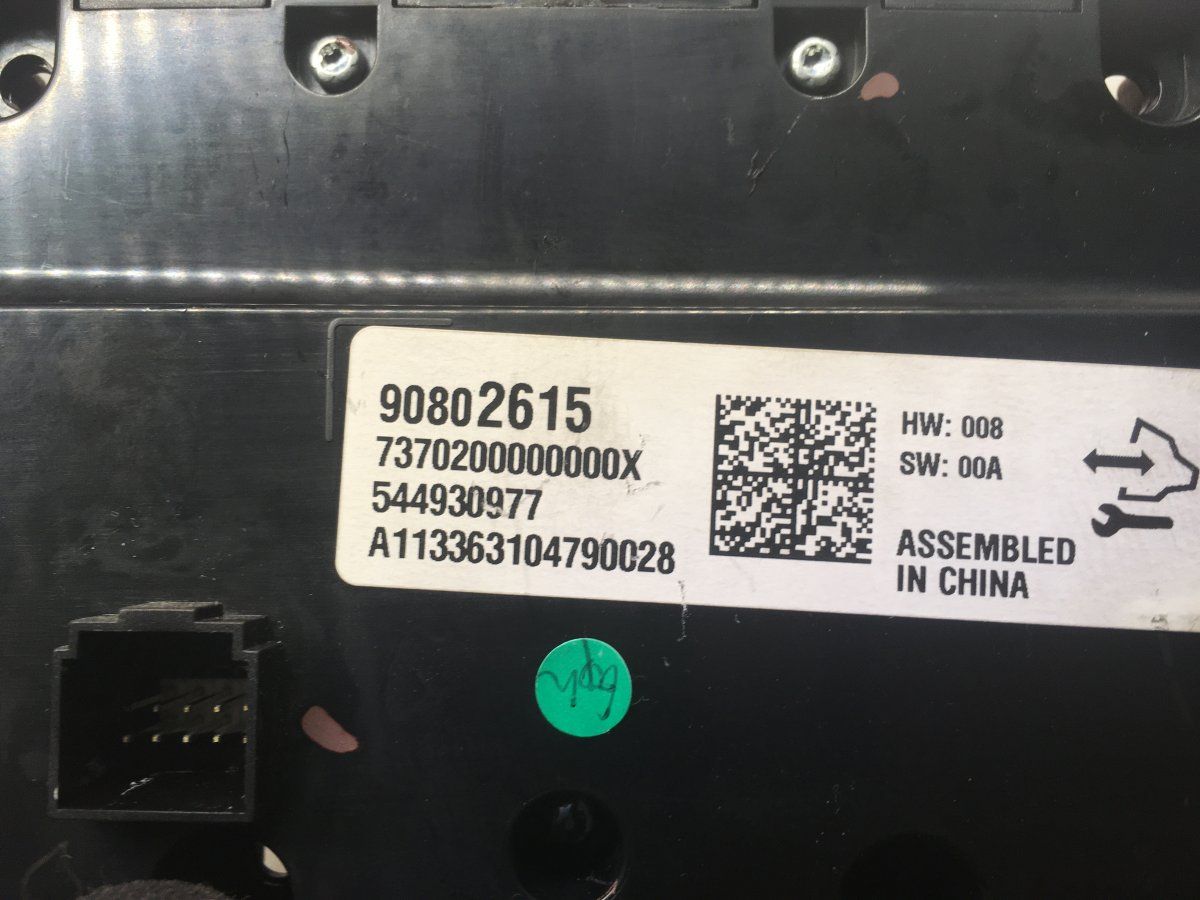 90802615
7370200000000X
544930977
A113363104790028
HW: 008
SW: 00A
ASSEMBLED
IN CHINA